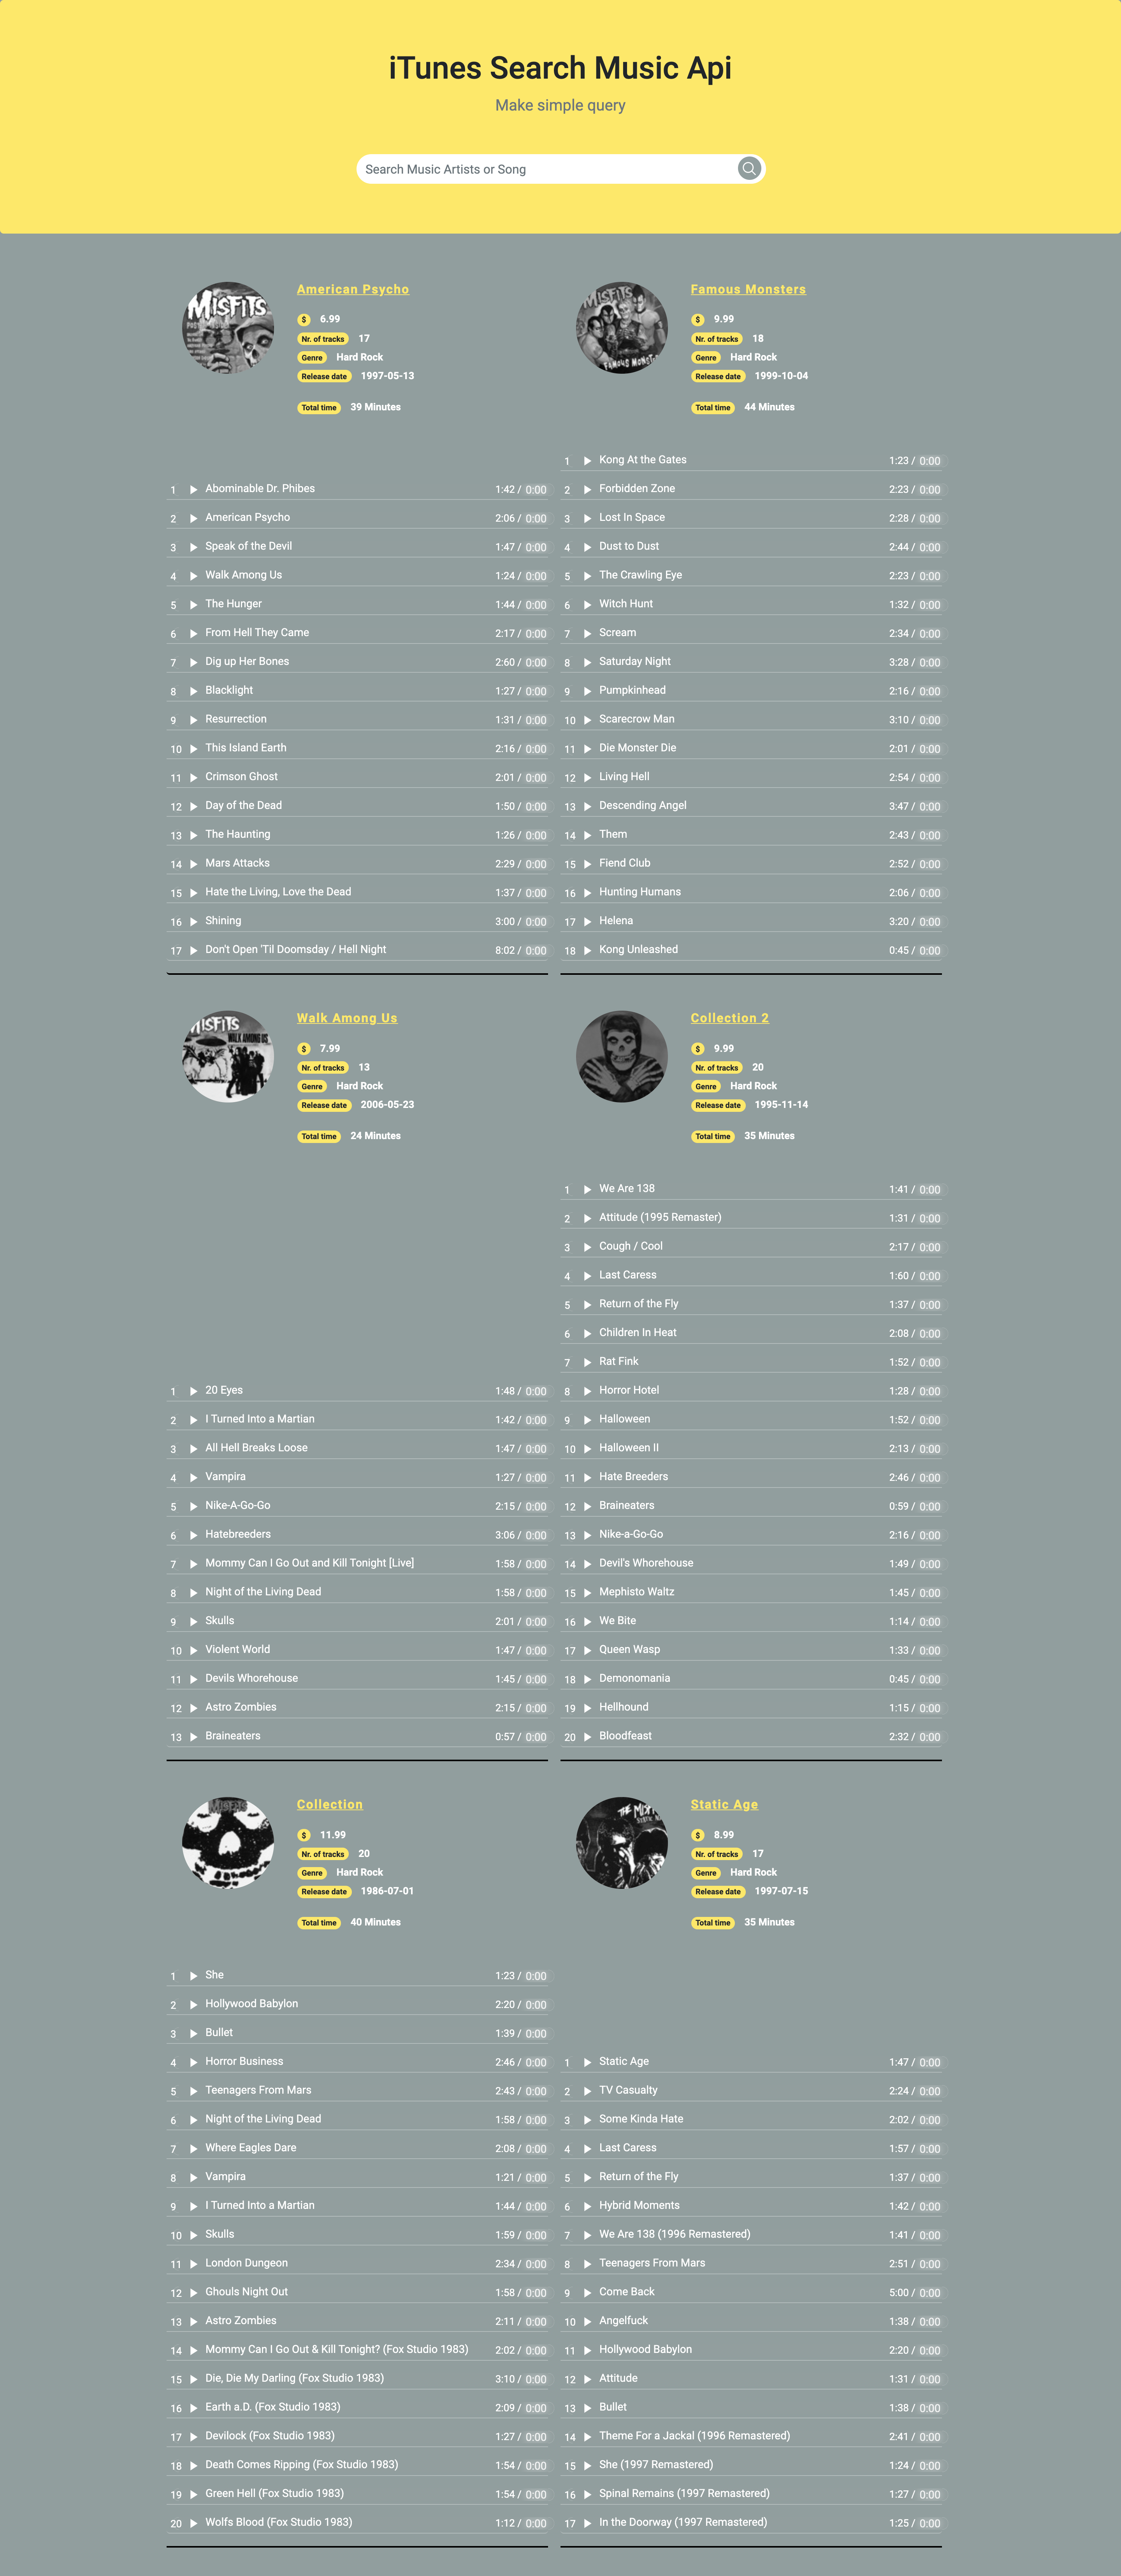 iTunes Search Music Api
Make simple query
Search Music Artists or Song
MISFITS
American Psycho
$ 6.99
Nr. of tracks 17
Genre Hard Rock
Release date 1997-05-13
Total time 39 Minutes
1 Abominable Dr. Phibes 1:42 / 0:00
2 American Psycho 2:06 / 0:00
3 Speak of the Devil 1:47 / 0:00
4 Walk Among Us 1:24 / 0:00
5 The Hunger 1:44 / 0:00
6 From Hell They Came 2:17 / 0:00
7 Dig up Her Bones 2:60 / 0:00
8 Blacklight 1:27 / 0:00
9 Resurrection 1:31 / 0:00
10 This Island Earth 2:16 / 0:00
11 Crimson Ghost 2:01 / 0:00
12 Day of the Dead 1:50 / 0:00
13 The Haunting 1:26 / 0:00
14 Mars Attacks 2:29 / 0:00
15 Hate the Living, Love the Dead 1:37 / 0:00
16 Shining 3:00 / 0:00
17 Don't Open 'Til Doomsday / Hell Night 8:02 / 0:00
MISFITS
Famous Monsters
$ 9.99
Nr. of tracks 18
Genre Hard Rock
Release date 1999-10-04
Total time 44 Minutes
1 Kong At the Gates 1:23 / 0:00
2 Forbidden Zone 2:23 / 0:00
3 Lost In Space 2:28 / 0:00
4 Dust to Dust 2:44 / 0:00
5 The Crawling Eye 2:23 / 0:00
6 Witch Hunt 1:32 / 0:00
7 Scream 2:34 / 0:00
8 Saturday Night 3:28 / 0:00
9 Pumpkinhead 2:16 / 0:00
10 Scarecrow Man 3:10 / 0:00
11 Die Monster Die 2:01 / 0:00
12 Living Hell 2:54 / 0:00
13 Descending Angel 3:47 / 0:00
14 Them 2:43 / 0:00
15 Fiend Club 2:52 / 0:00
16 Hunting Humans 2:06 / 0:00
17 Helena 3:20 / 0:00
18 Kong Unleashed 0:45 / 0:00
WALK AMONG US
Walk Among Us
$ 7.99
Nr. of tracks 13
Genre Hard Rock
Release date 2006-05-23
Total time 24 Minutes
1 20 Eyes 1:48 / 0:00
2 I Turned Into a Martian 1:42 / 0:00
3 All Hell Breaks Loose 1:47 / 0:00
4 Vampira 1:27 / 0:00
5 Nike-A-Go-Go 2:15 / 0:00
6 Hatebreeders 3:06 / 0:00
7 Mommy Can I Go Out and Kill Tonight [Live] 1:58 / 0:00
8 Night of the Living Dead 1:58 / 0:00
9 Skulls 2:01 / 0:00
10 Violent World 1:47 / 0:00
11 Devils Whorehouse 1:45 / 0:00
12 Astro Zombies 2:15 / 0:00
13 Braineaters 0:57 / 0:00
Collection 2
$ 9.99
Nr. of tracks 20
Genre Hard Rock
Release date 1995-11-14
Total time 35 Minutes
1 We Are 138 1:41 / 0:00
2 Attitude (1995 Remaster) 1:31 / 0:00
3 Cough / Cool 2:17 / 0:00
4 Last Caress 1:60 / 0:00
5 Return of the Fly 1:37 / 0:00
6 Children In Heat 2:08 / 0:00
7 Rat Fink 1:52 / 0:00
8 Horror Hotel 1:28 / 0:00
9 Halloween 1:52 / 0:00
10 Halloween II 2:13 / 0:00
11 Hate Breeders 2:46 / 0:00
12 Braineaters 0:59 / 0:00
13 Nike-a-Go-Go 2:16 / 0:00
14 Devil's Whorehouse 1:49 / 0:00
15 Mephisto Waltz 1:45 / 0:00
16 We Bite 1:14 / 0:00
17 Queen Wasp 1:33 / 0:00
18 Demonomania 0:45 / 0:00
19 Hellhound 1:15 / 0:00
20 Bloodfeast 2:32 / 0:00
Collection
$ 11.99
Nr. of tracks 20
Genre Hard Rock
Release date 1986-07-01
Total time 40 Minutes
1 She 1:23 / 0:00
2 Hollywood Babylon 2:20 / 0:00
3 Bullet 1:39 / 0:00
4 Horror Business 2:46 / 0:00
5 Teenagers From Mars 2:43 / 0:00
6 Night of the Living Dead 1:58 / 0:00
7 Where Eagles Dare 2:08 / 0:00
8 Vampira 1:21 / 0:00
9 I Turned Into a Martian 1:44 / 0:00
10 Skulls 1:59 / 0:00
11 London Dungeon 2:34 / 0:00
12 Ghouls Night Out 1:58 / 0:00
13 Astro Zombies 2:11 / 0:00
14 Mommy Can I Go Out & Kill Tonight? (Fox Studio 1983) 2:02 / 0:00
15 Die, Die My Darling (Fox Studio 1983) 3:10 / 0:00
16 Earth a.D. (Fox Studio 1983) 2:09 / 0:00
17 Devilock (Fox Studio 1983) 1:27 / 0:00
18 Death Comes Ripping (Fox Studio 1983) 1:54 / 0:00
19 Green Hell (Fox Studio 1983) 1:54 / 0:00
20 Wolfs Blood (Fox Studio 1983) 1:12 / 0:00
Static Age
$ 8.99
Nr. of tracks 17
Genre Hard Rock
Release date 1997-07-15
Total time 35 Minutes
1 Static Age 1:47 / 0:00
2 TV Casualty 2:24 / 0:00
3 Some Kinda Hate 2:02 / 0:00
4 Last Caress 1:57 / 0:00
5 Return of the Fly 1:37 / 0:00
6 Hybrid Moments 1:42 / 0:00
7 We Are 138 (1996 Remastered) 1:41 / 0:00
8 Teenagers From Mars 2:51 / 0:00
9 Come Back 5:00 / 0:00
10 Angelfuck 1:38 / 0:00
11 Hollywood Babylon 2:20 / 0:00
12 Attitude 1:31 / 0:00
13 Bullet 1:38 / 0:00
14 Theme For a Jackal (1996 Remastered) 2:41 / 0:00
15 She (1997 Remastered) 1:24 / 0:00
16 Spinal Remains (1997 Remastered) 1:27 / 0:00
17 In the Doorway (1997 Remastered) 1:25 / 0:00